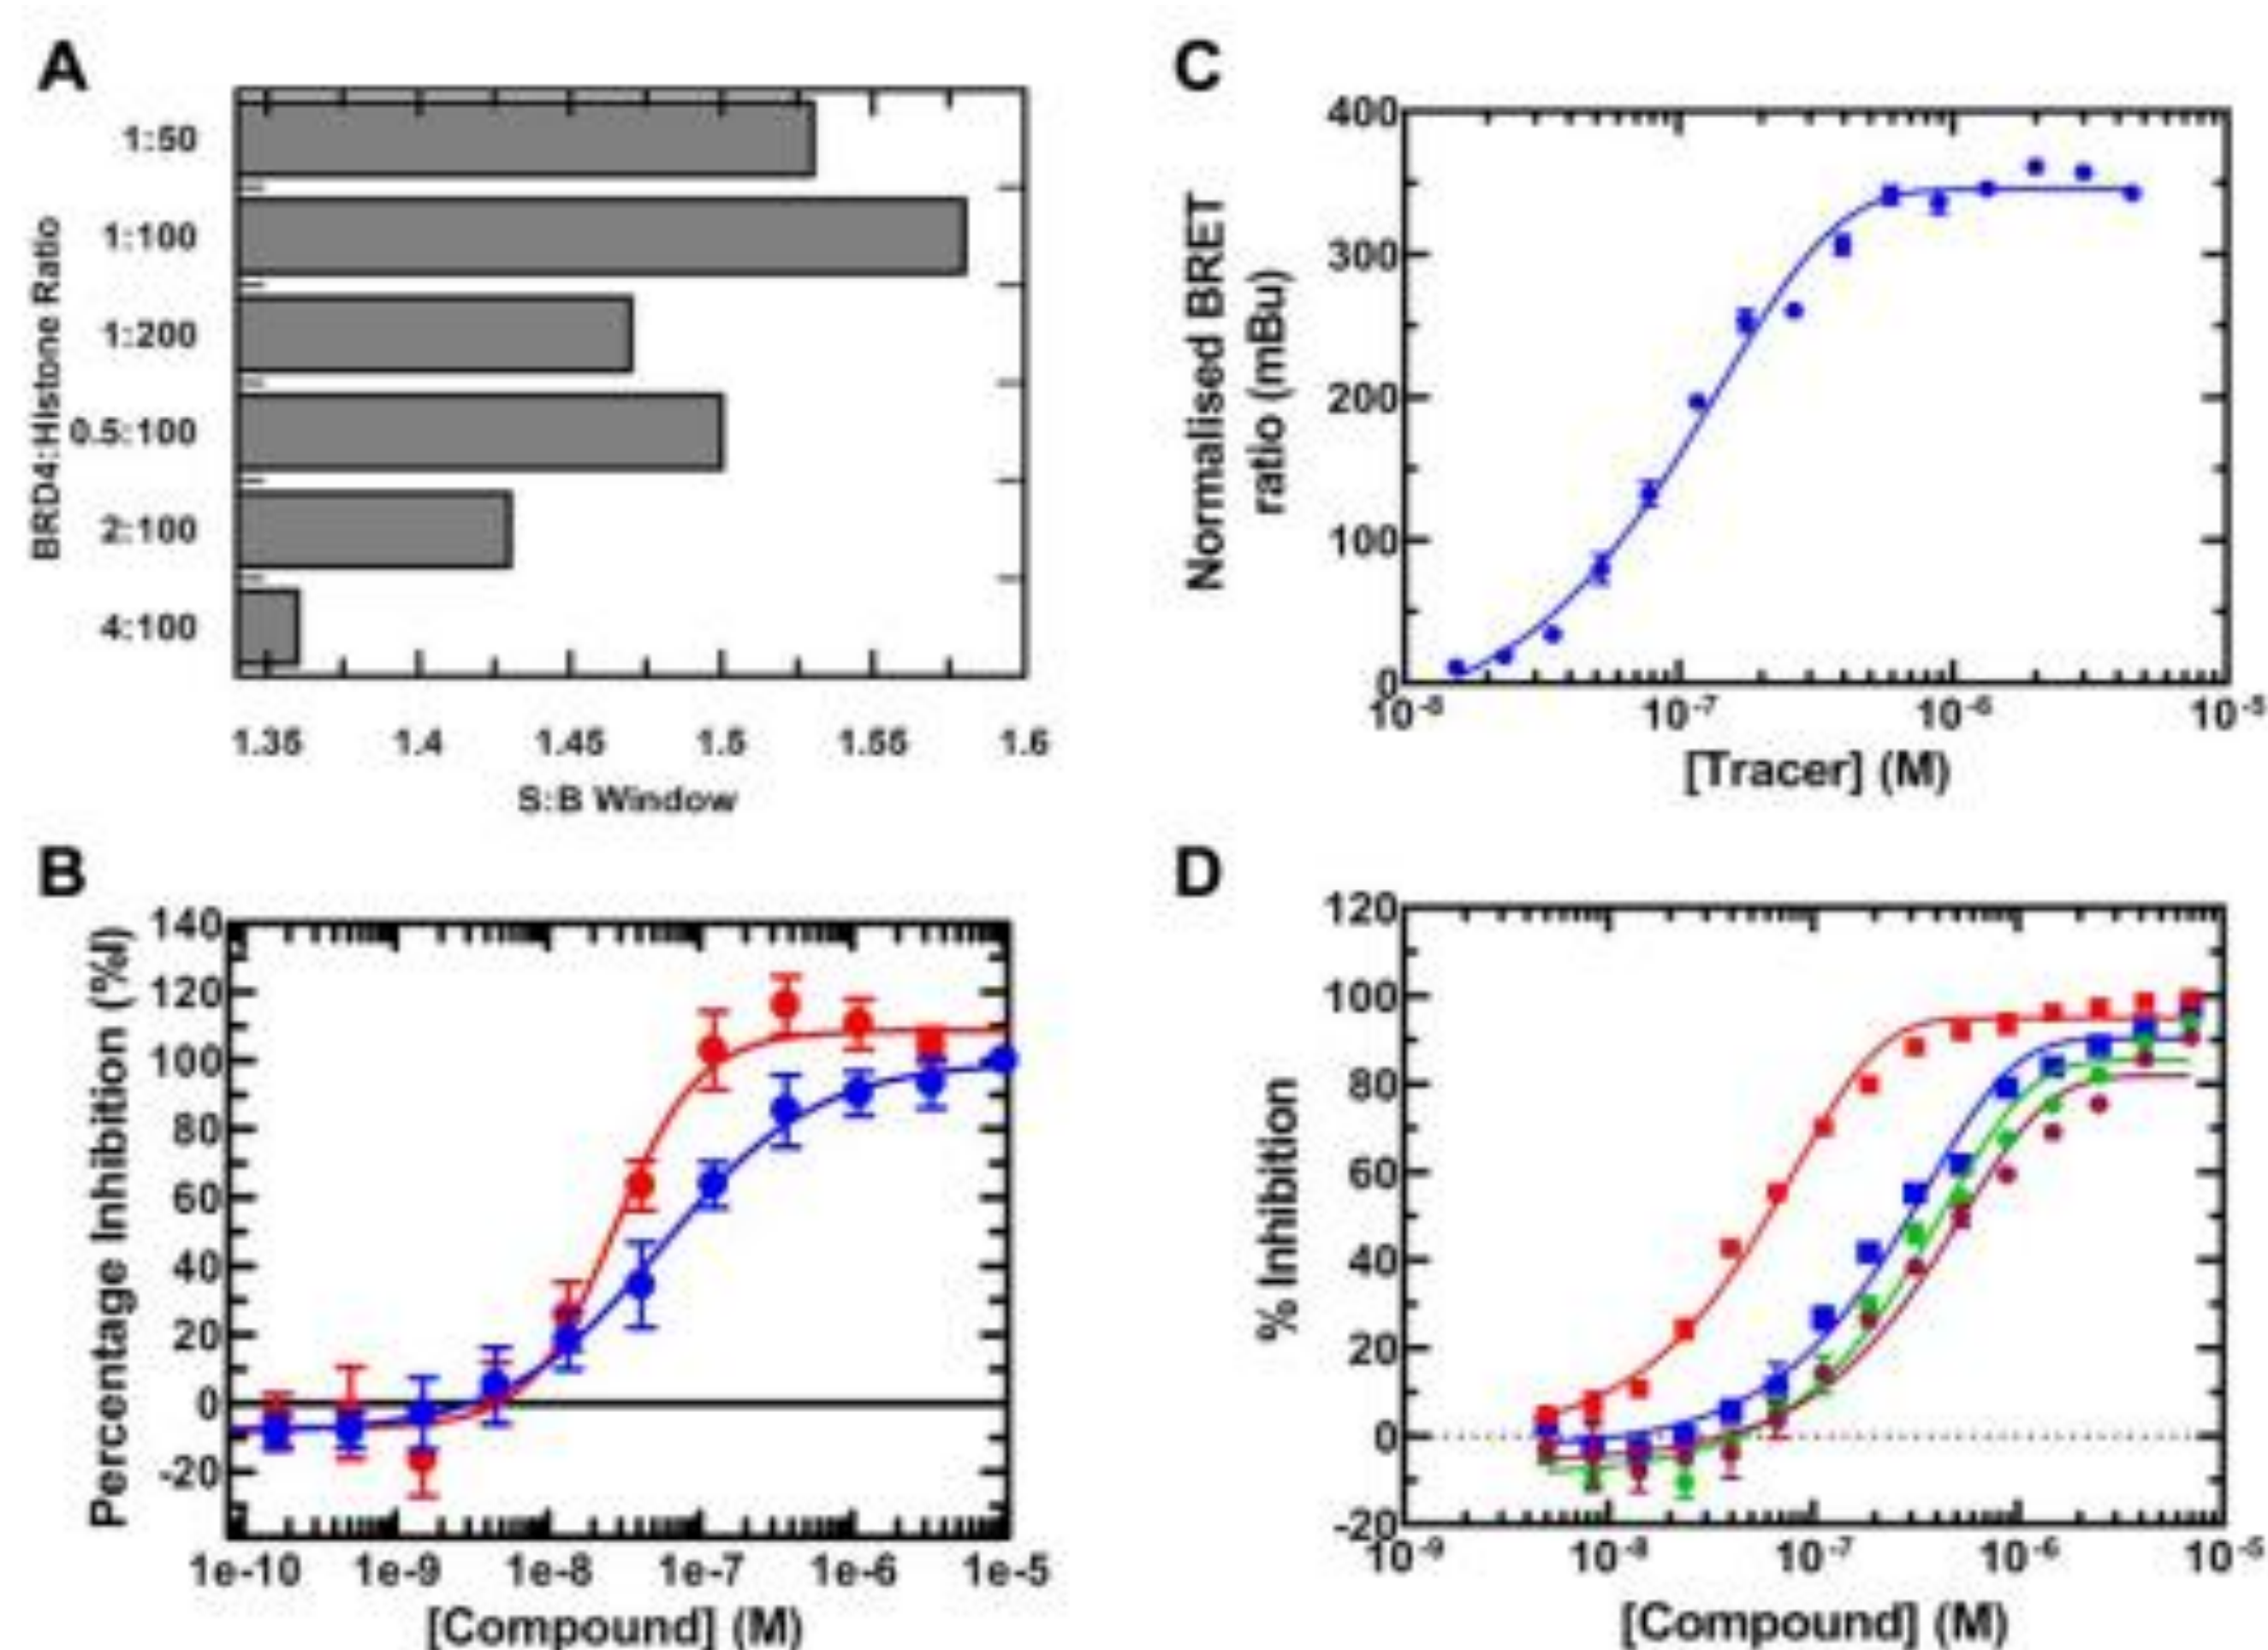 A
BRD4:Histone Ratio
1:50
1:100
1:200
0.5:100
2:100
4:100
1.35 1.4 1.45 1.5 1.55 1.6
S:B Window
B
Percentage Inhibition (%I)
140
120
100
80
60
40
20
0
-20
1e-10 1e-9 1e-8 1e-7 1e-6 1e-5
[Compound] (M)
C
Normalised BRET
ratio (mBu)
400
300
200
100
0
10-8 10-7 10-6 10-5
[Tracer] (M)
D
% Inhibition
120
100
80
60
40
20
0
-20
10-9 10-8 10-7 10-6 10-5
[Compound] (M)